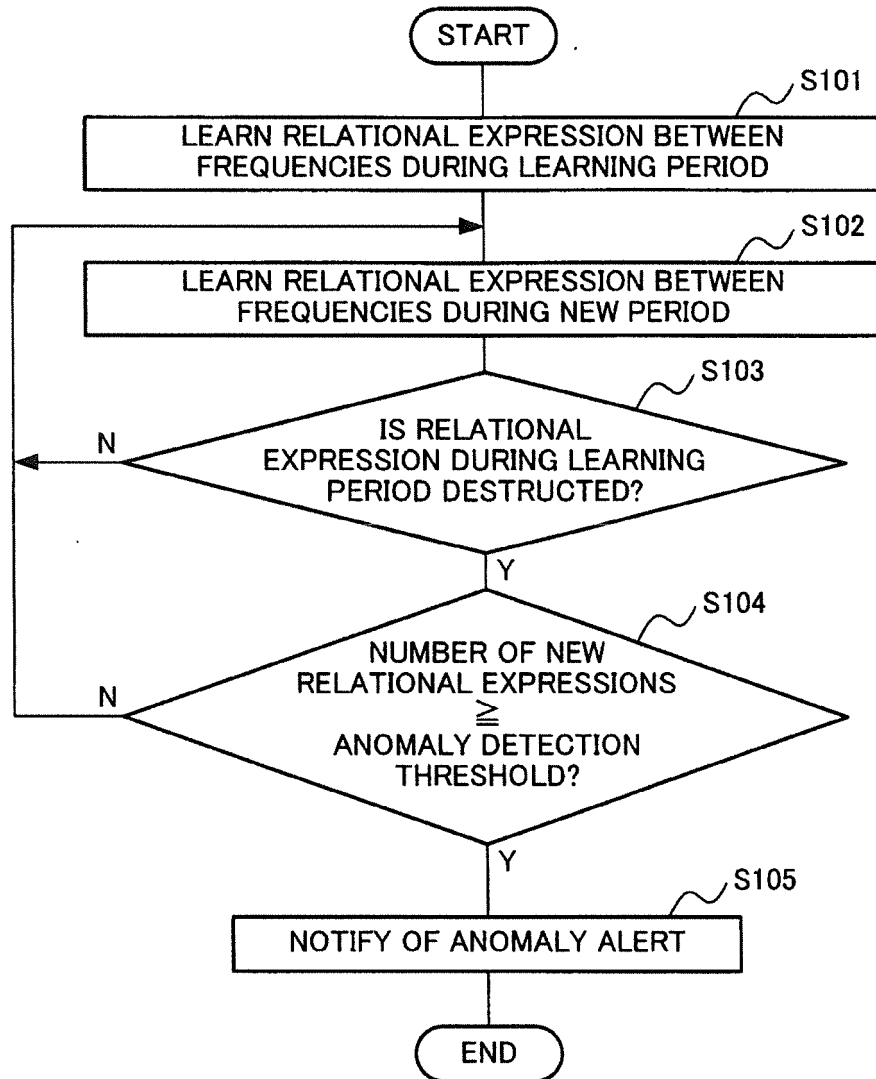 START
S101
LEARN RELATIONAL EXPRESSION BETWEEN
FREQUENCIES DURING LEARNING PERIOD
S102
LEARN RELATIONAL EXPRESSION BETWEEN
FREQUENCIES DURING NEW PERIOD
S103
N
IS RELATIONAL
EXPRESSION DURING LEARNING
PERIOD DESTRUCTED?
Y
S104
N
NUMBER OF NEW
RELATIONAL EXPRESSIONS
≧
ANOMALY DETECTION
THRESHOLD?
Y
S105
NOTIFY OF ANOMALY ALERT
END